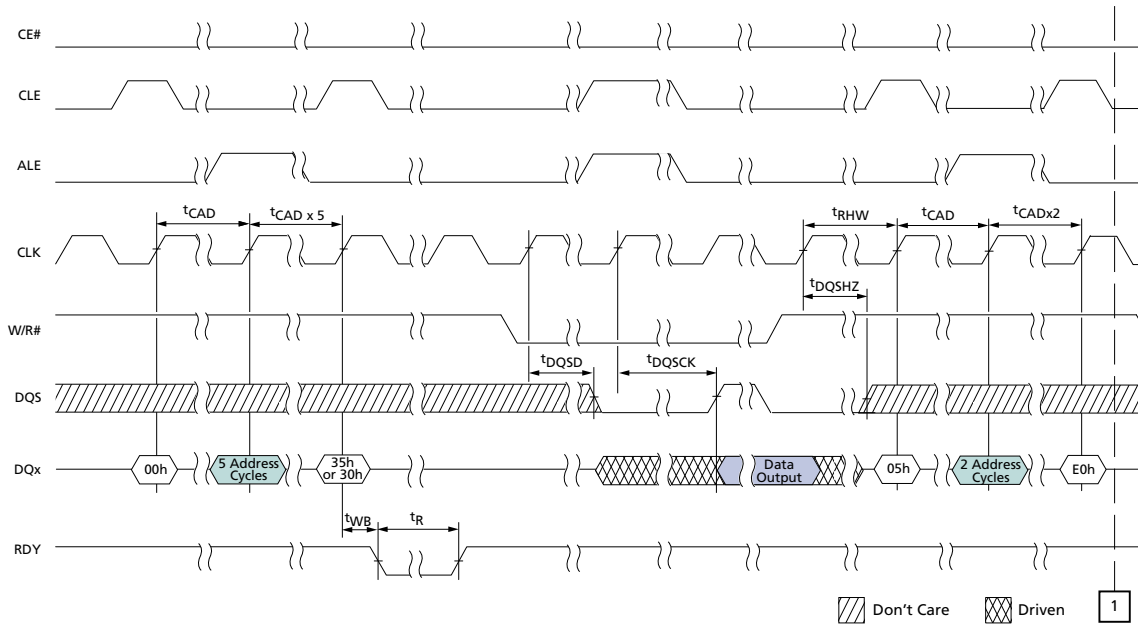 CE#
CLE
ALE
tCAD
tCAD x 5
tRHW
tCAD
tCADx2
CLK
tDQSHZ
W/R#
tDQSD
tDQSCK
DQS
DQx
00h
5 Address
Cycles
35h
or 30h
Data
Output
05h
2 Address
Cycles
E0h
tWB
tR
RDY
Don't Care
Driven
1